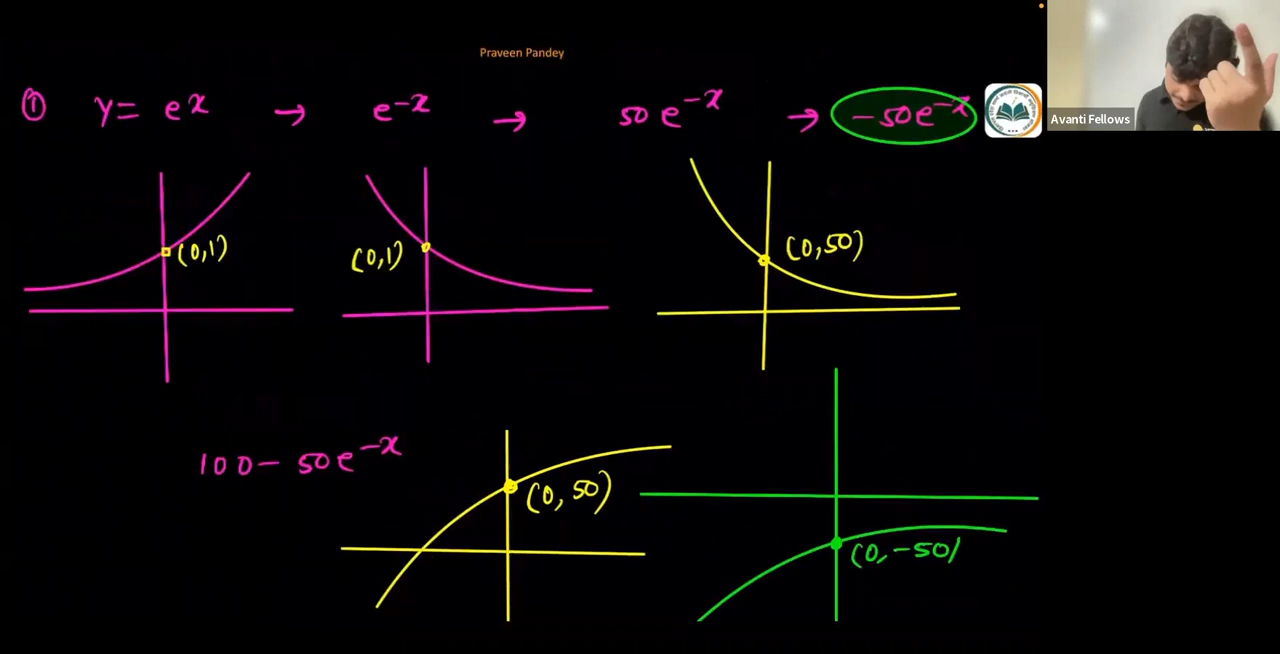 Praveen Pandey
① y = e^x → e^-x → 50e^-x → -50e^-x
Avanti Fellows
(0,1)
(0,1)
(0,50)
100 - 50e^-x
(0, 50)
(0, -50)